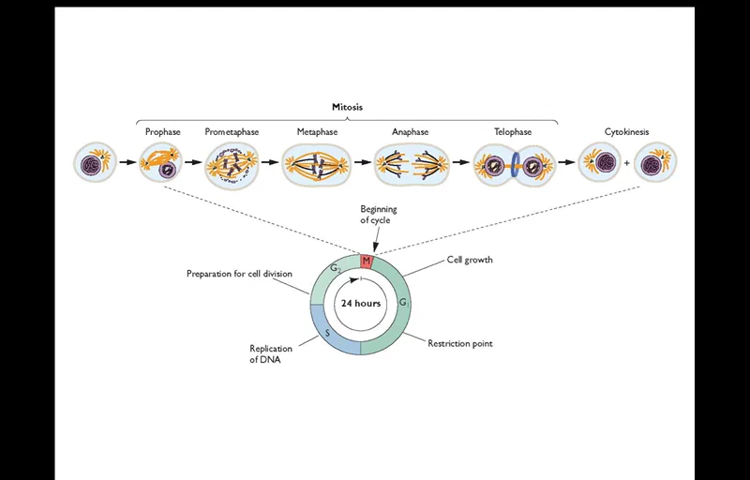 Mitosis
Prophase Prometaphase Metaphase Anaphase Telophase Cytokinesis
+
Beginning
of cycle
M
G2
Cell growth
Preparation for cell division
24 hours
G1
S
Restriction point
Replication
of DNA